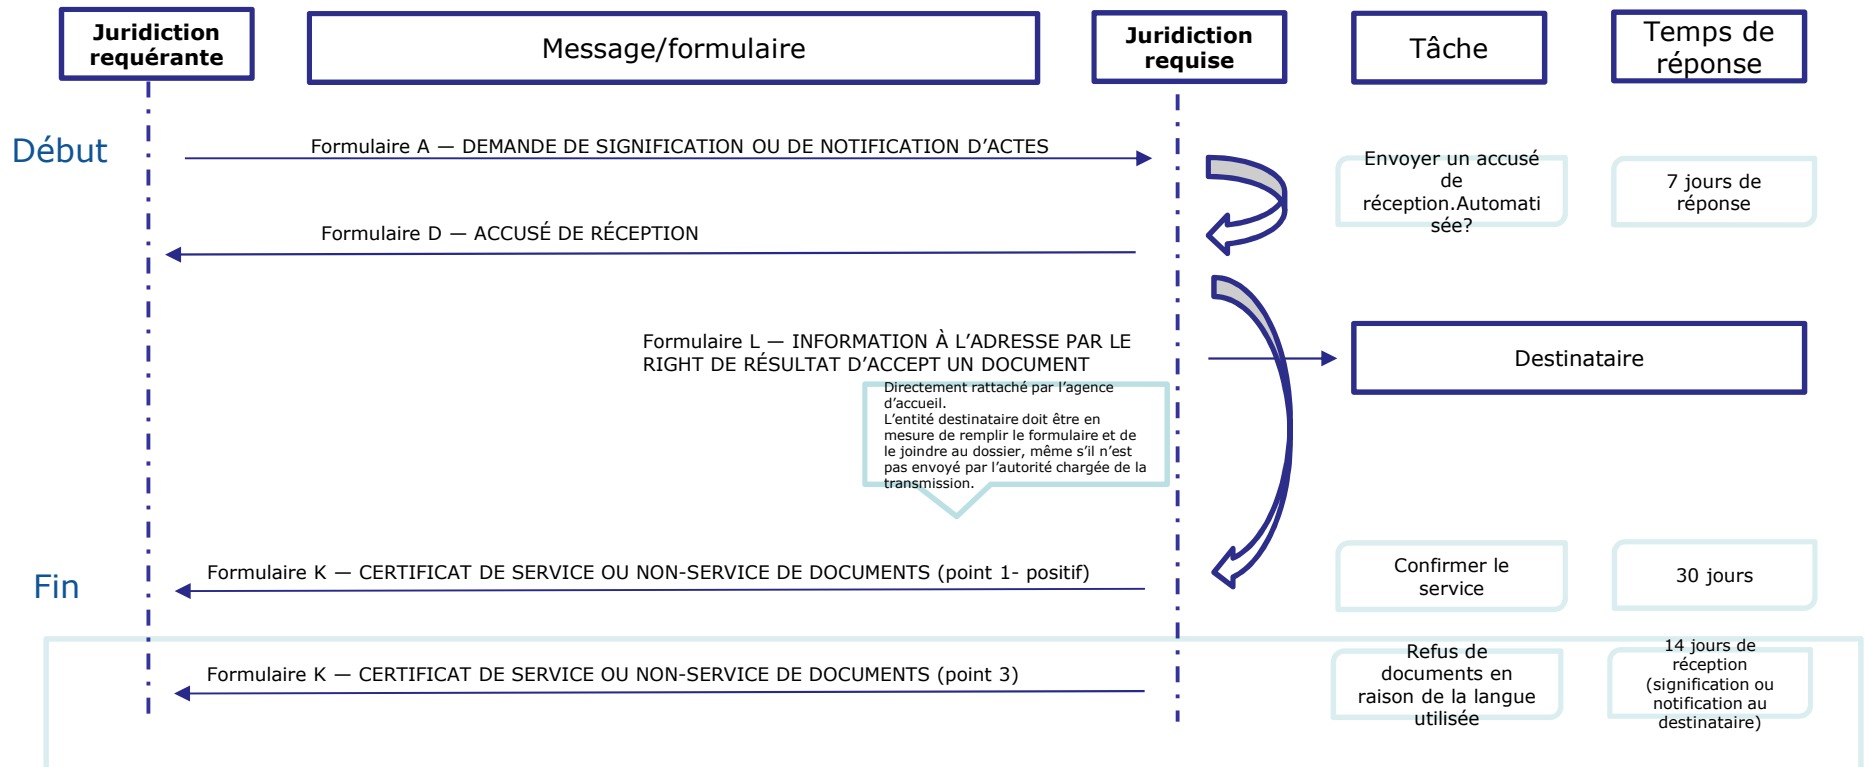 Juridiction
requérante
Message/formulaire
Juridiction
requise
Tâche
Temps de
réponse
Début
Formulaire A — DEMANDE DE SIGNIFICATION OU DE NOTIFICATION D’ACTES
Envoyer un accusé
de
réception.Automati
sée?
7 jours de
réponse
Formulaire D — ACCUSÉ DE RÉCEPTION
Formulaire L — INFORMATION À L’ADRESSE PAR LE
RIGHT DE RÉSULTAT D’ACCEPT UN DOCUMENT
Destinataire
Directement rattaché par l’agence
d’accueil.
L’entité destinataire doit être en
mesure de remplir le formulaire et de
le joindre au dossier, même s’il n’est
pas envoyé par l’autorité chargée de la
transmission.
Fin
Formulaire K — CERTIFICAT DE SERVICE OU NON-SERVICE DE DOCUMENTS (point 1- positif)
Confirmer le
service
30 jours
Formulaire K — CERTIFICAT DE SERVICE OU NON-SERVICE DE DOCUMENTS (point 3)
Refus de
documents en
raison de la langue
utilisée
14 jours de
réception
(signification ou
notification au
destinataire)